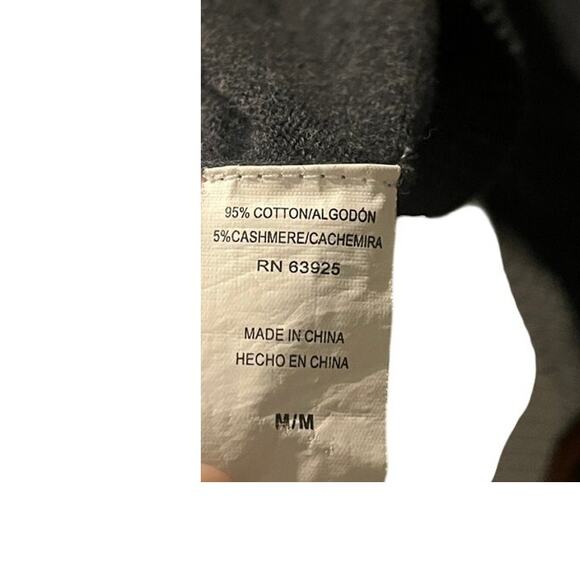 95% COTTON/ALGODÓN
5%CASHMERE/CACHEMIRA
RN 63925
MADE IN CHINA
HECHO EN CHINA
M/M